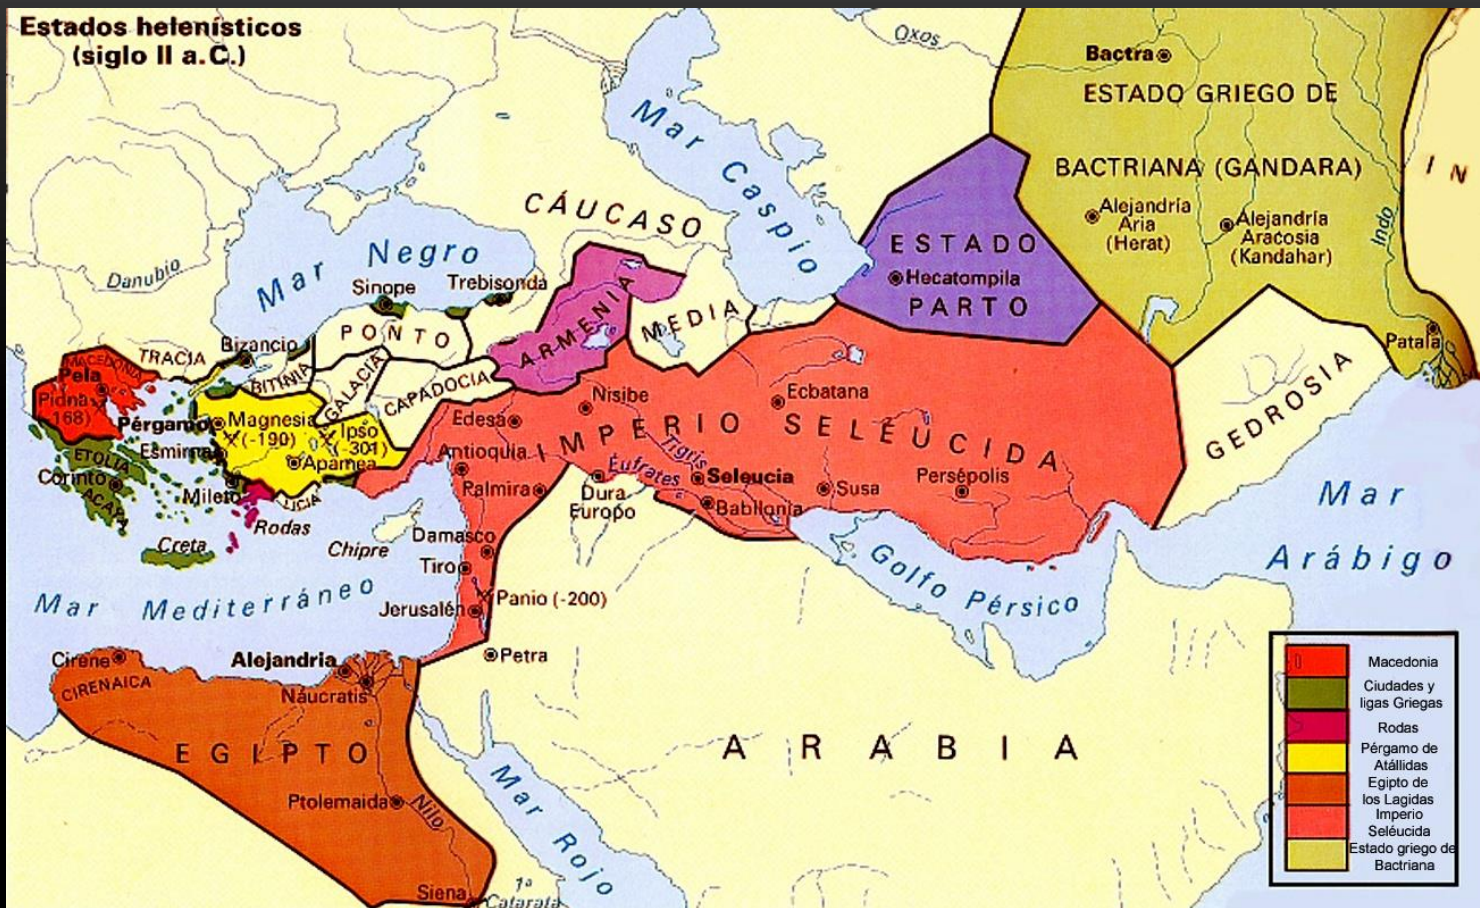 Estados helenísticos
(siglo II a.C.)
Oxos
Bactra
ESTADO GRIEGO DE
BACTRIANA (GANDARA)
Alejandría
Aria
(Herat)
Alejandría
Aracosia
(Kandahar)
Indo
IN
Mar Caspio
CÁUCASO
Mar Negro
Danubio
Sinope
Trebisonda
ESTADO
Hecatompila
PARTO
Patala
GEDROSIA
PONTO
ARMENIA
MEDIA
Bizancio
TRACIA
BITINIA
GALACIA
CAPADOCIA
MACEDONIA
Pela
Pidna
168)
Pérgamo
Magnesia
(-190)
Ipso
(-301)
Esmirna
Apamea
ETOLIA
Corinto
ACAYA
Mileto
LICIA
Rodas
Creta
Chipre
Nisibe
Ecbatana
Edesa
IMPERIO SELÉUCIDA
Antioquía
Tigris
Éufrates
Seleucia
Persépolis
Palmira
Dura
Europo
Susa
Babilonia
Damasco
Tiro
Jerusalén
Panio (-200)
Petra
Mar Mediterráneo
Golfo Pérsico
Mar
Arábigo
Cirene
CIRENAICA
Alejandria
Náucratis
EGIPTO
Ptolemaida
Nilo
Siena
1ª
Catarata
Mar Rojo
ARABIA
Macedonia
Ciudades y
ligas Griegas
Rodas
Pérgamo de
Atállidas
Egipto de
los Lagidas
Imperio
Seléucida
Estado griego de
Bactriana